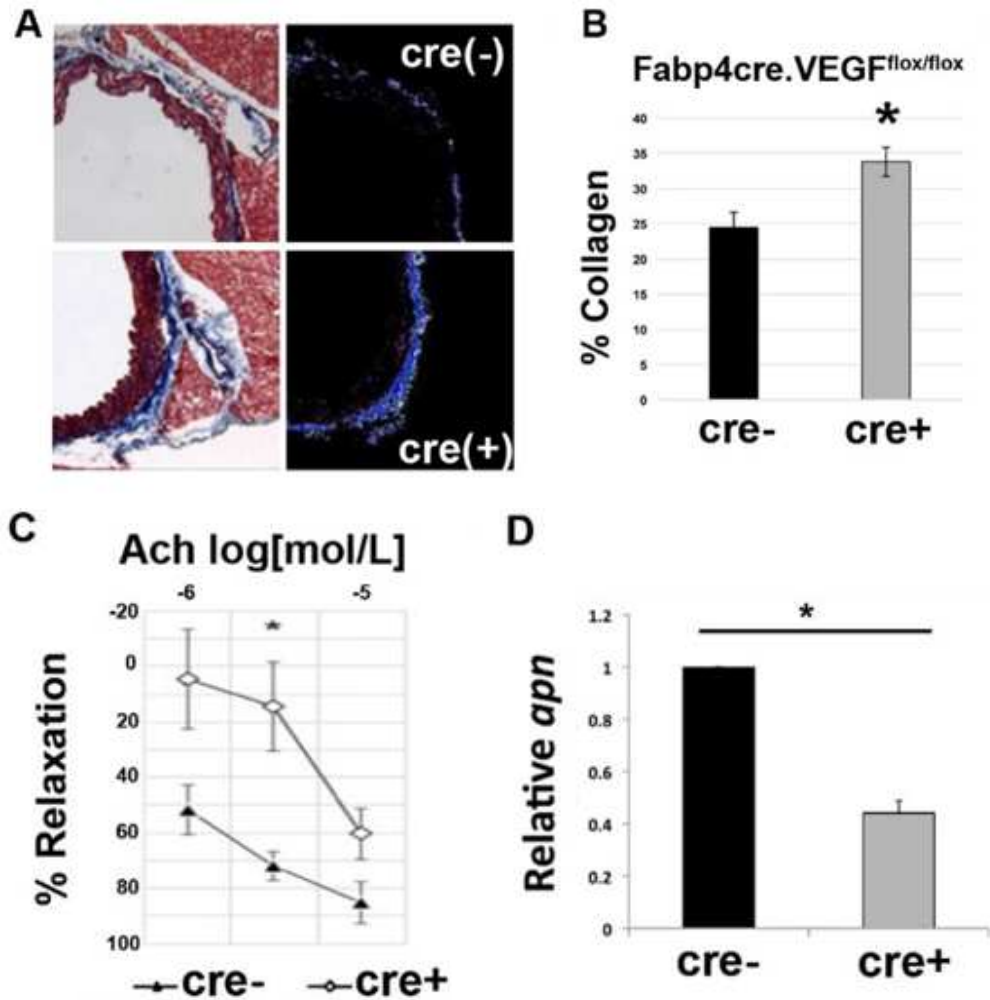 A
cre(-)
cre(+)
B
Fabp4cre.VEGFflox/flox
*
% Collagen
40
35
30
25
20
15
10
5
0
cre- cre+
C
Ach log[mol/L]
-6 -5
*
% Relaxation
-20
0
20
40
60
80
100
cre- cre+
D
*
Relative apn
1.2
1
0.8
0.6
0.4
0.2
0
cre- cre+